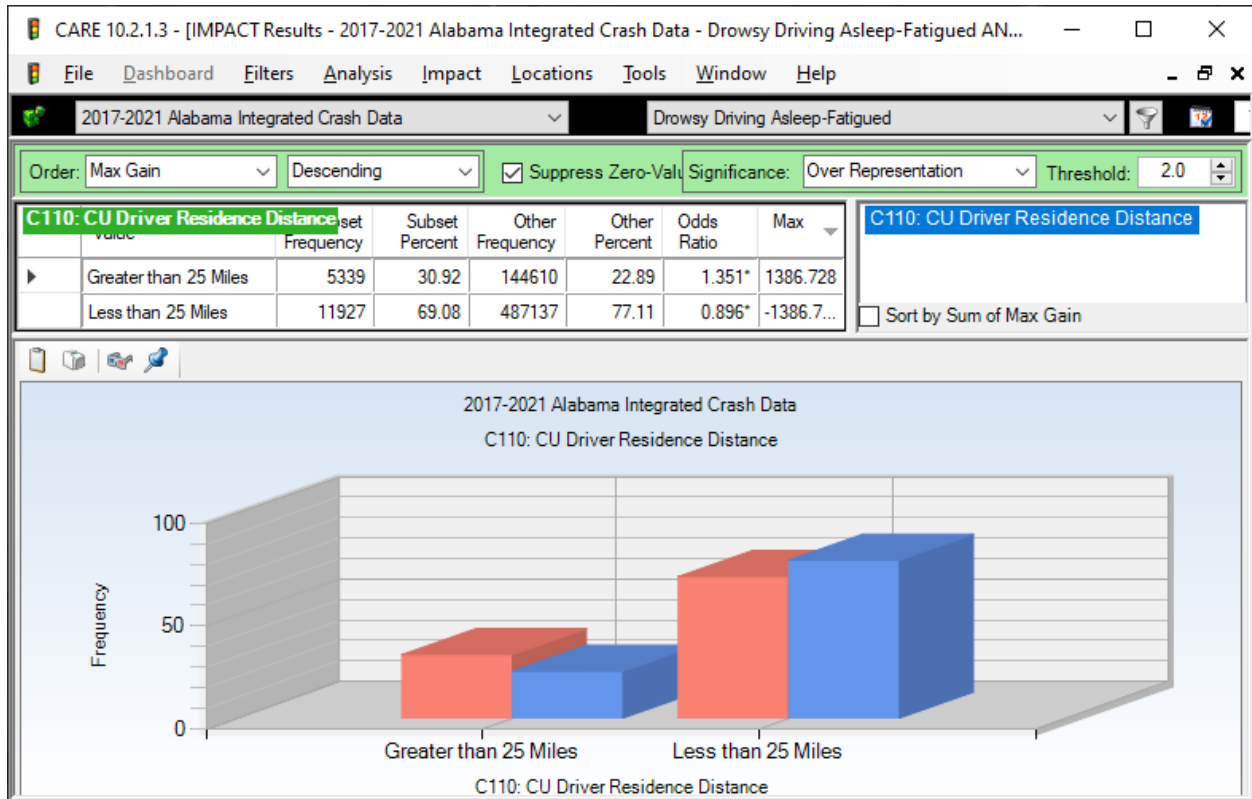 CARE 10.2.1.3 - [IMPACT Results - 2017-2021 Alabama Integrated Crash Data - Drowsy Driving Asleep-Fatigued AN...
File Dashboard Filters Analysis Impact Locations Tools Window Help
2017-2021 Alabama Integrated Crash Data Drowsy Driving Asleep-Fatigued
Order: Max Gain Descending Suppress Zero-Valu Significance: Over Representation Threshold: 2.0
C110: CU Driver Residence Distance
Frequency Subset Percent Other Frequency Other Percent Odds Ratio Max
Greater than 25 Miles 5339 30.92 144610 22.89 1.351* 1386.728
Less than 25 Miles 11927 69.08 487137 77.11 0.896* -1386.7...
C110: CU Driver Residence Distance
Sort by Sum of Max Gain
2017-2021 Alabama Integrated Crash Data
C110: CU Driver Residence Distance
100
50
0
Frequency
Greater than 25 Miles Less than 25 Miles
C110: CU Driver Residence Distance